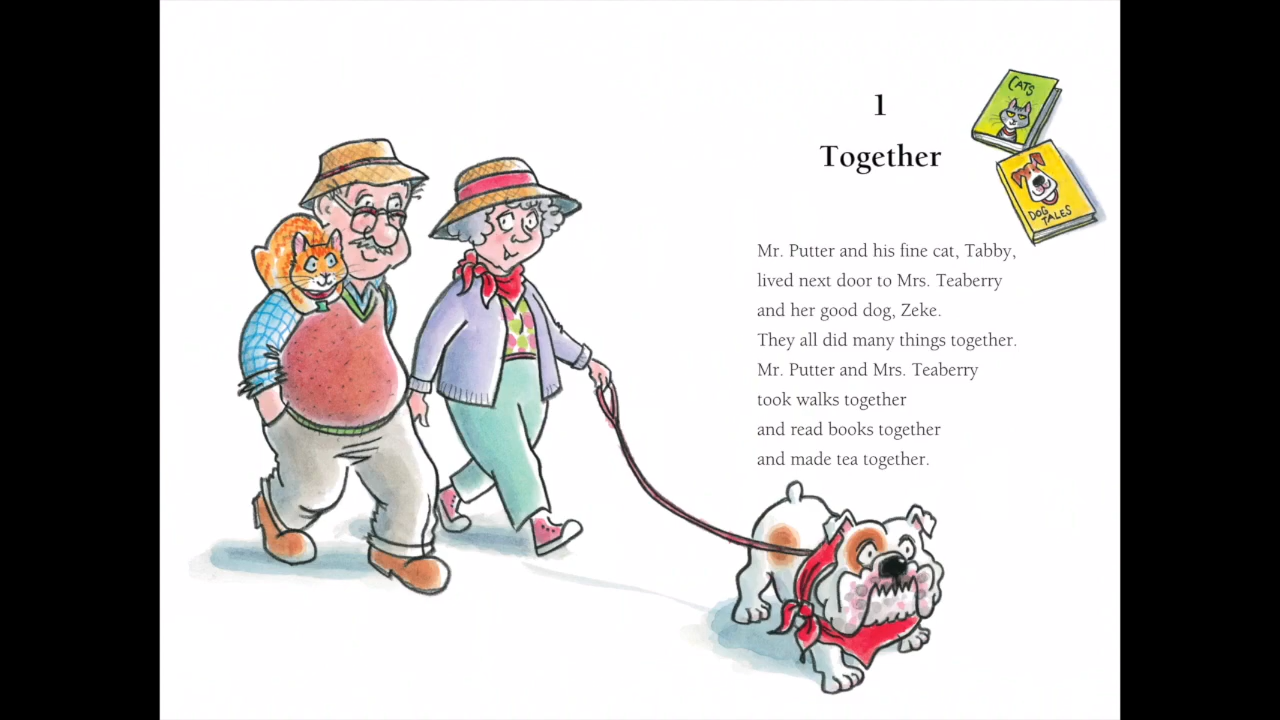 1
Together
CATS
DOG
TALES
Mr. Putter and his fine cat, Tabby,
lived next door to Mrs. Teaberry
and her good dog, Zeke.
They all did many things together.
Mr. Putter and Mrs. Teaberry
took walks together
and read books together
and made tea together.